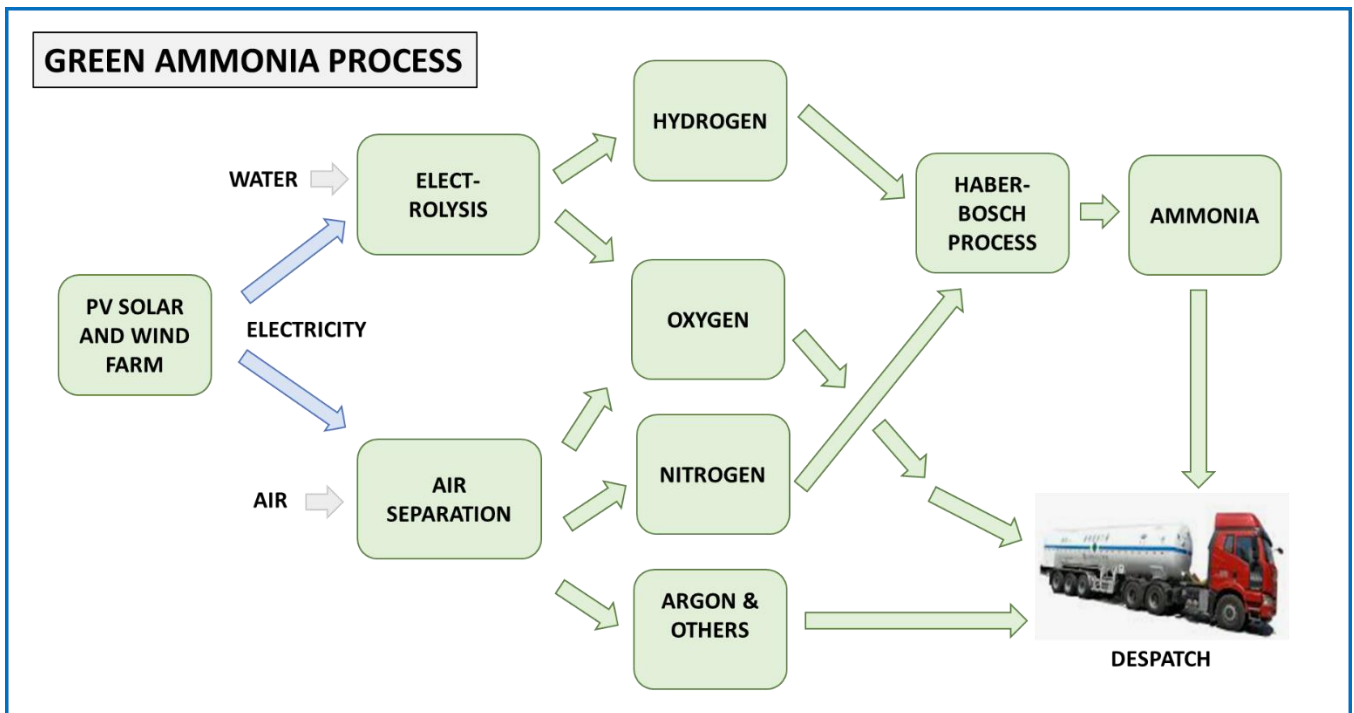 GREEN AMMONIA PROCESS
HYDROGEN
WATER
ELECT-
ROLYSIS
HABER-
BOSCH
PROCESS
AMMONIA
PV SOLAR
AND WIND
FARM
ELECTRICITY
OXYGEN
AIR
AIR
SEPARATION
NITROGEN
ARGON &
OTHERS
DESPATCH